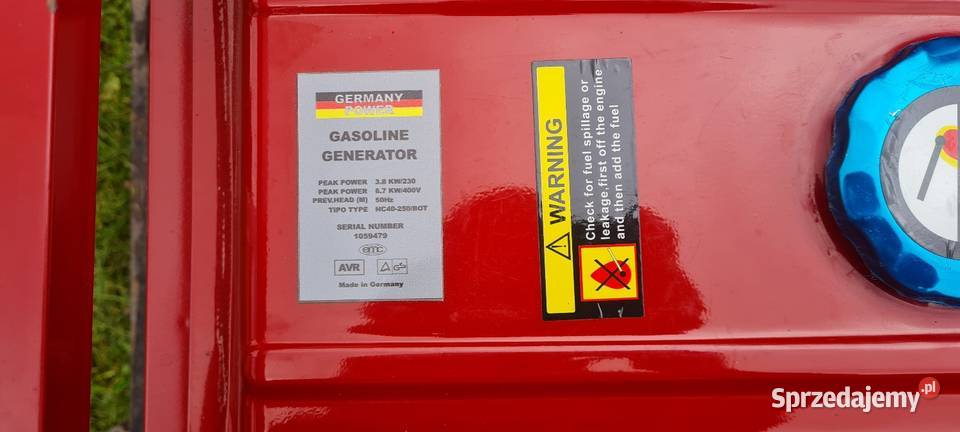 GERMANY
POWER
GASOLINE
GENERATOR
PEAK POWER 3.8 KW/230
PEAK POWER 6.7 KW/400V
PREV.HEAD (M) 50Hz
TIPO TYPE HC40-250/BOT
SERIAL NUMBER
1059479
emc
AVR
GS
Made in Germany
WARNING
Check for fuel spillage or
leakage,first off the engine
and then add the fuel
Sprzedajemy.pl